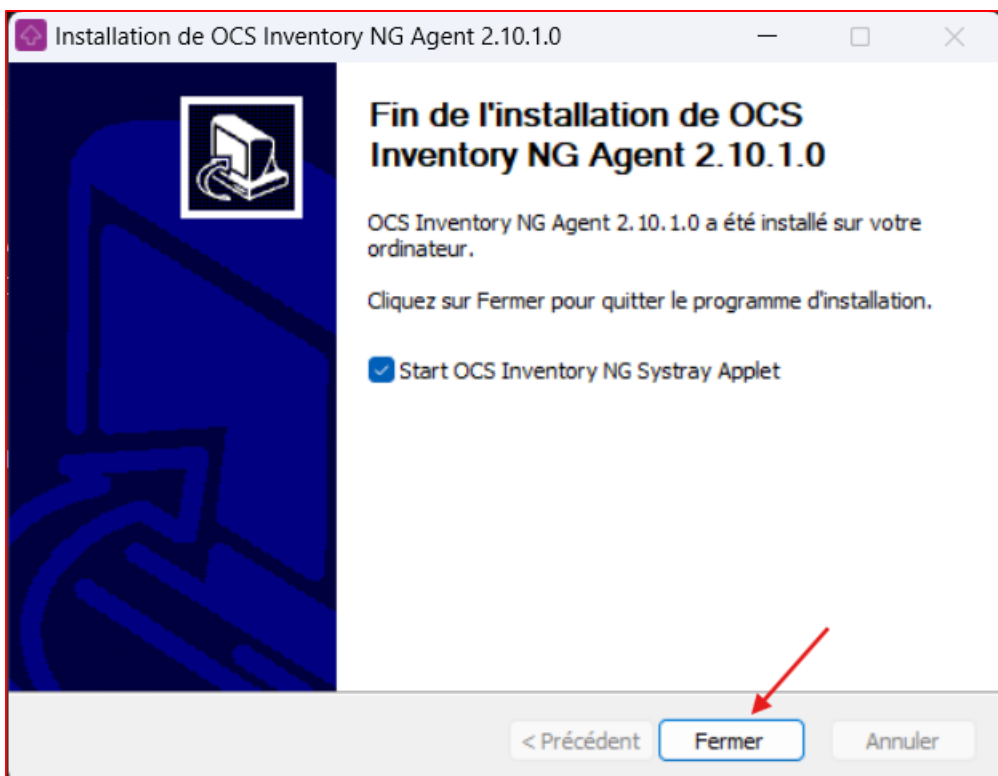 Installation de OCS Inventory NG Agent 2.10.1.0
Fin de l'installation de OCS
Inventory NG Agent 2.10.1.0
OCS Inventory NG Agent 2.10.1.0 a été installé sur votre
ordinateur.
Cliquez sur Fermer pour quitter le programme d'installation.
Start OCS Inventory NG Systray Applet
< Précédent
Fermer
Annuler